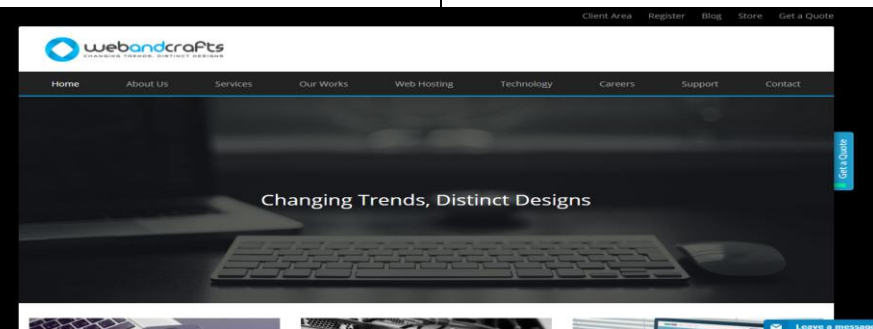 Client Area Register Blog Store Get a Quote
webandcrafts
CHANGING TRENDS, DISTINCT DESIGNS
Home About Us Services Our Works Web Hosting Technology Careers Support Contact
Get a Quote
Changing Trends, Distinct Designs
Leave a message